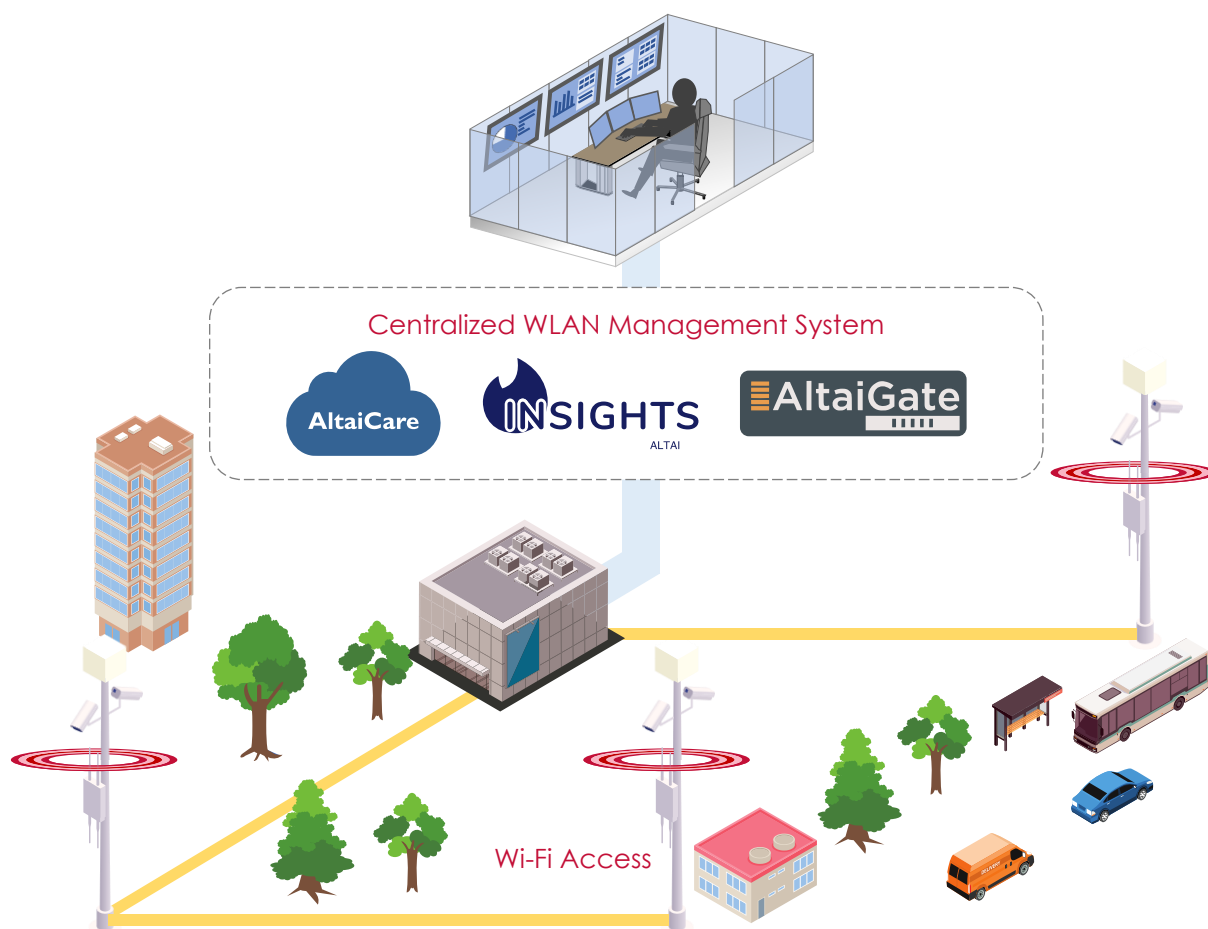 Centralized WLAN Management System
AltaiCare
INSIGHTS
ALTAI
AltaiGate
Wi-Fi Access